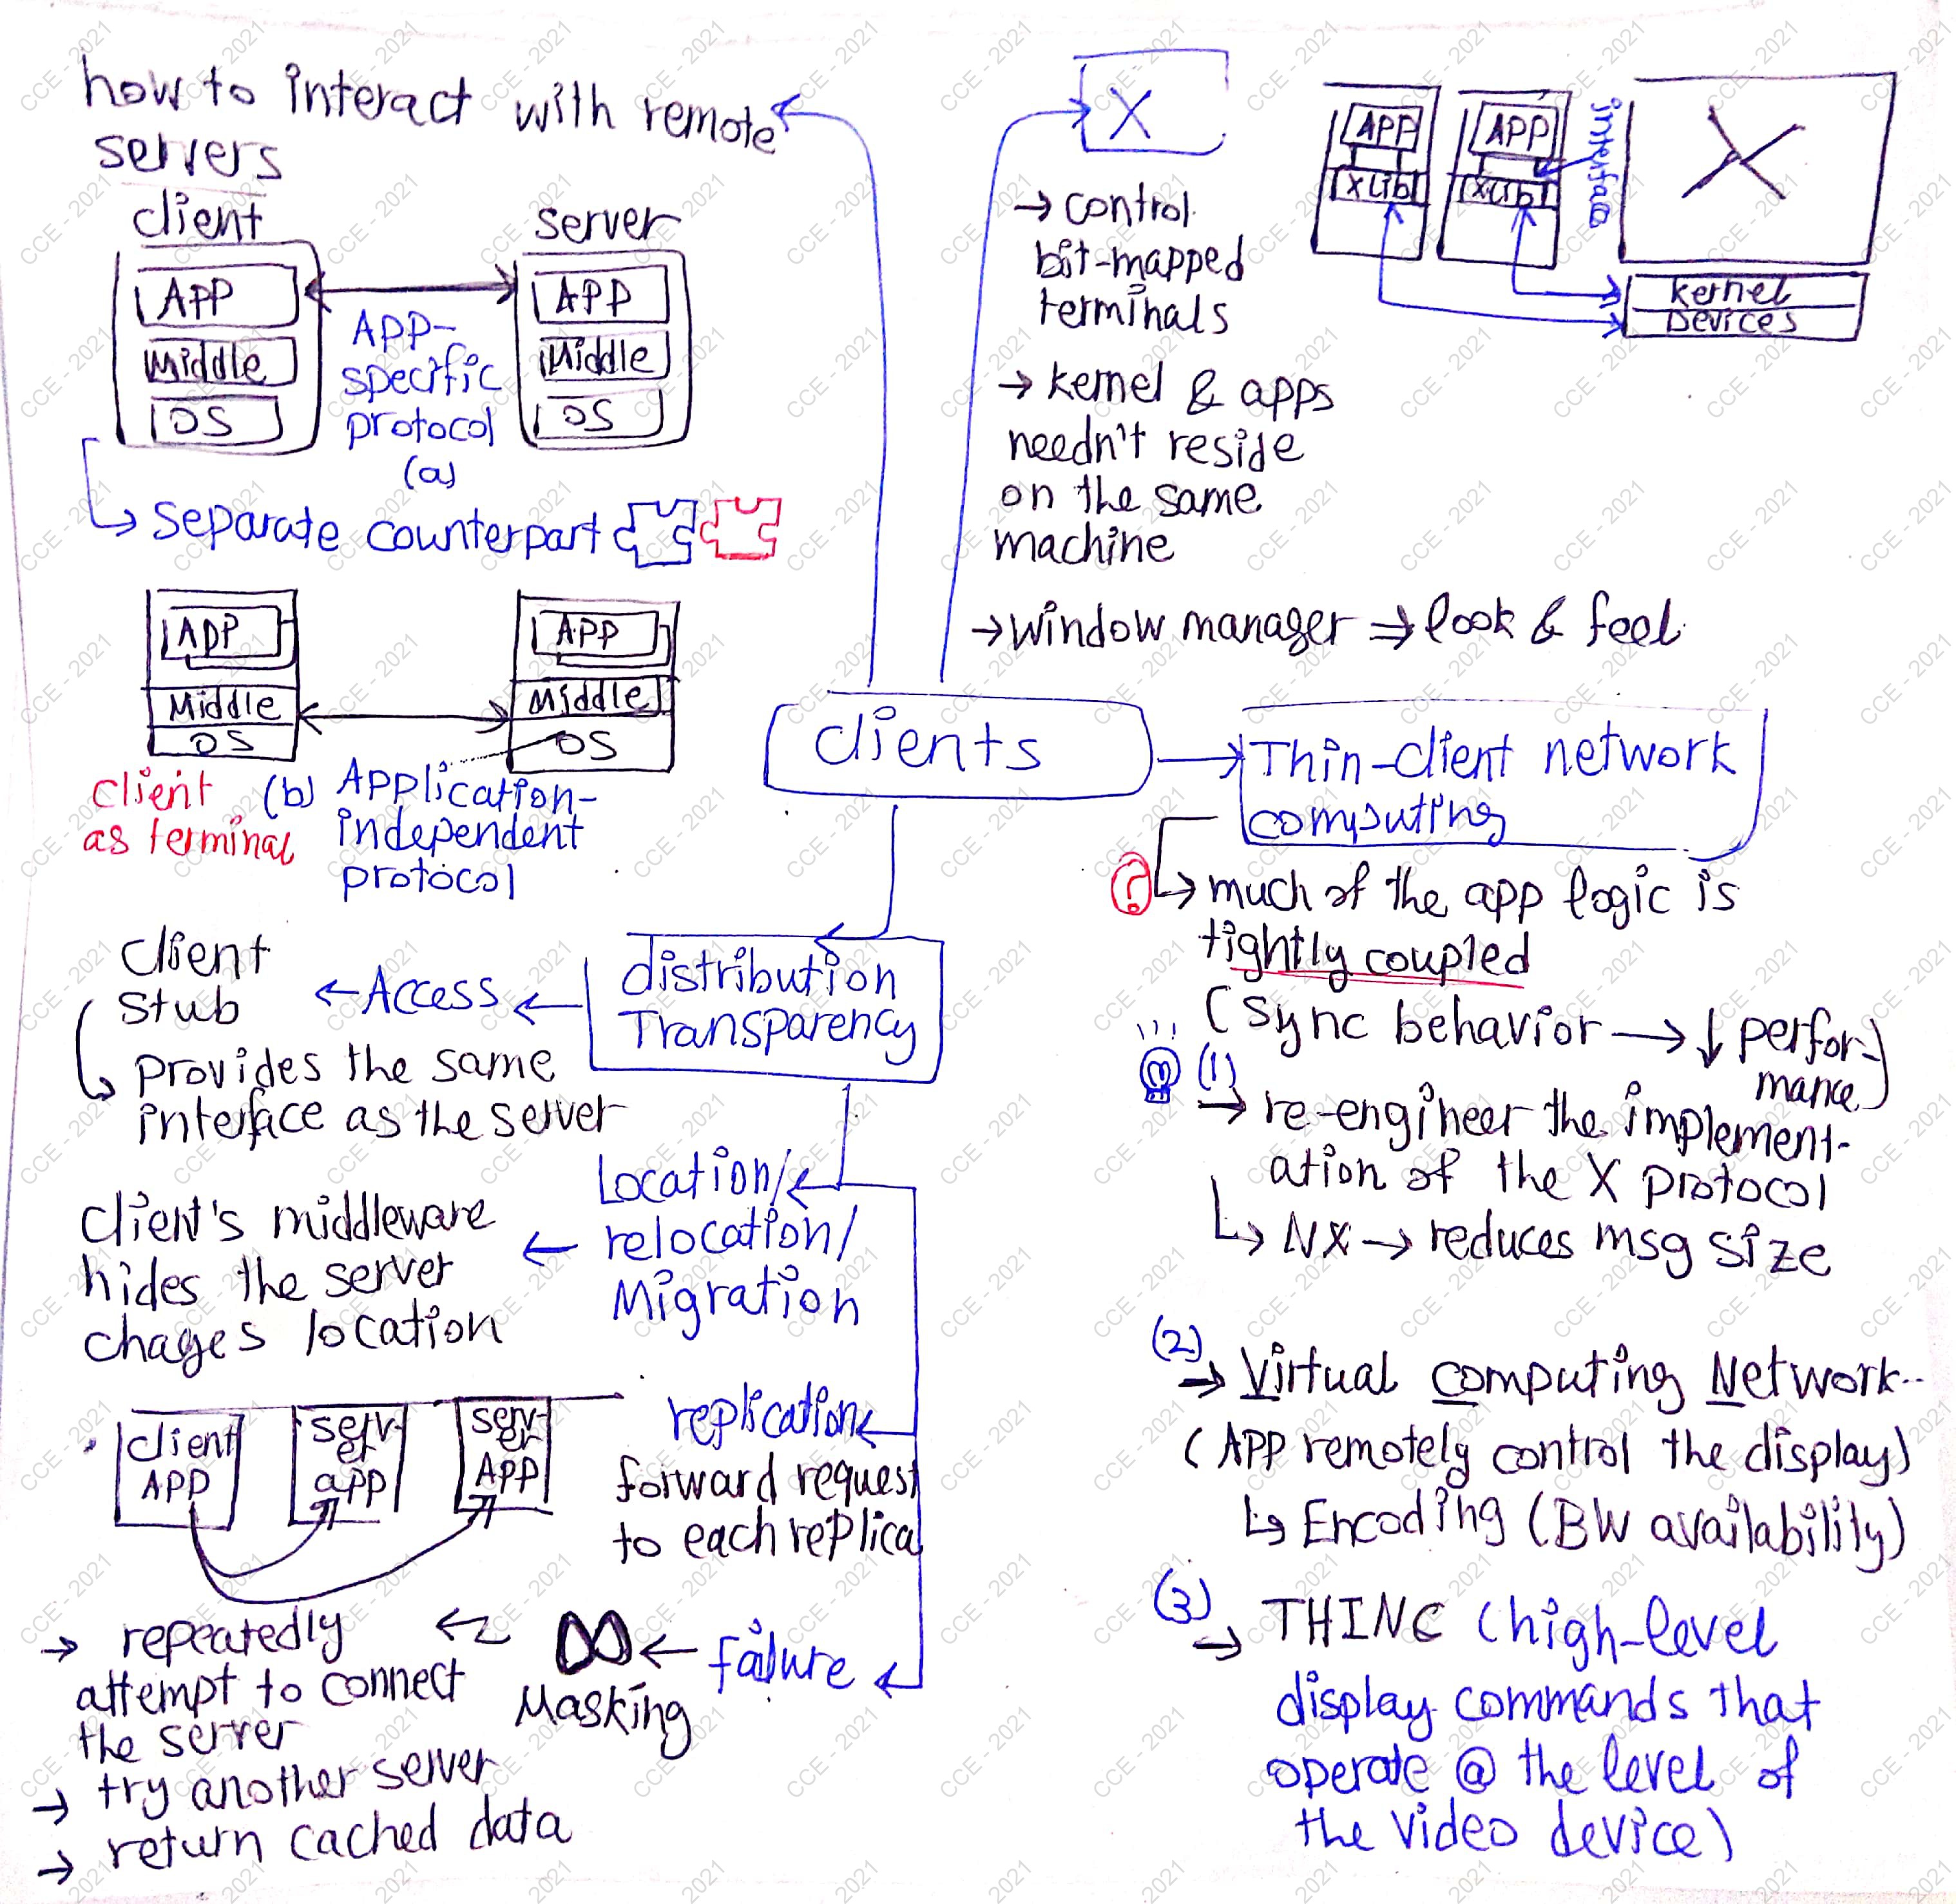 how to interact with remote
servers
client
server
APP
Middle
OS
APP
Middle
OS
APP-
specific
protocol
(a)
separate counterpart
APP
Middle
OS
APP
Middle
OS
client
as terminal
(b) Application-
independent
protocol
X
→ control
bit-mapped
terminals
→ kernel & apps
needn't reside
on the same
machine
→ window manager ⇒ look & feel
APP
XLib
APP
XLib
interface
X
kernel
Devices
clients
Thin-client network
computing
?
much of the app logic is
tightly coupled
(sync behavior → ↓ perfor-
mance)
(1)
→ re-engineer the implement-
ation of the X protocol
↳ NX → reduces msg size
(2)
→ Virtual Computing Network..
(APP remotely control the display)
↳ Encoding (BW availability)
(3)
→ THINC (high-level
display commands that
operate @ the level of
the video device)
distribution
Transparency
← Access ←
client
stub
provides the same
interface as the server
Location/
relocation/
Migration
←
client's middleware
hides the server
chages location
replication
forward request
to each replica
client
APP
serv-
er
app
serv-
er
APP
failure
←
Masking
→ repeatedly
attempt to connect
the server
→ try another server
→ return cached data
CCE - 2021